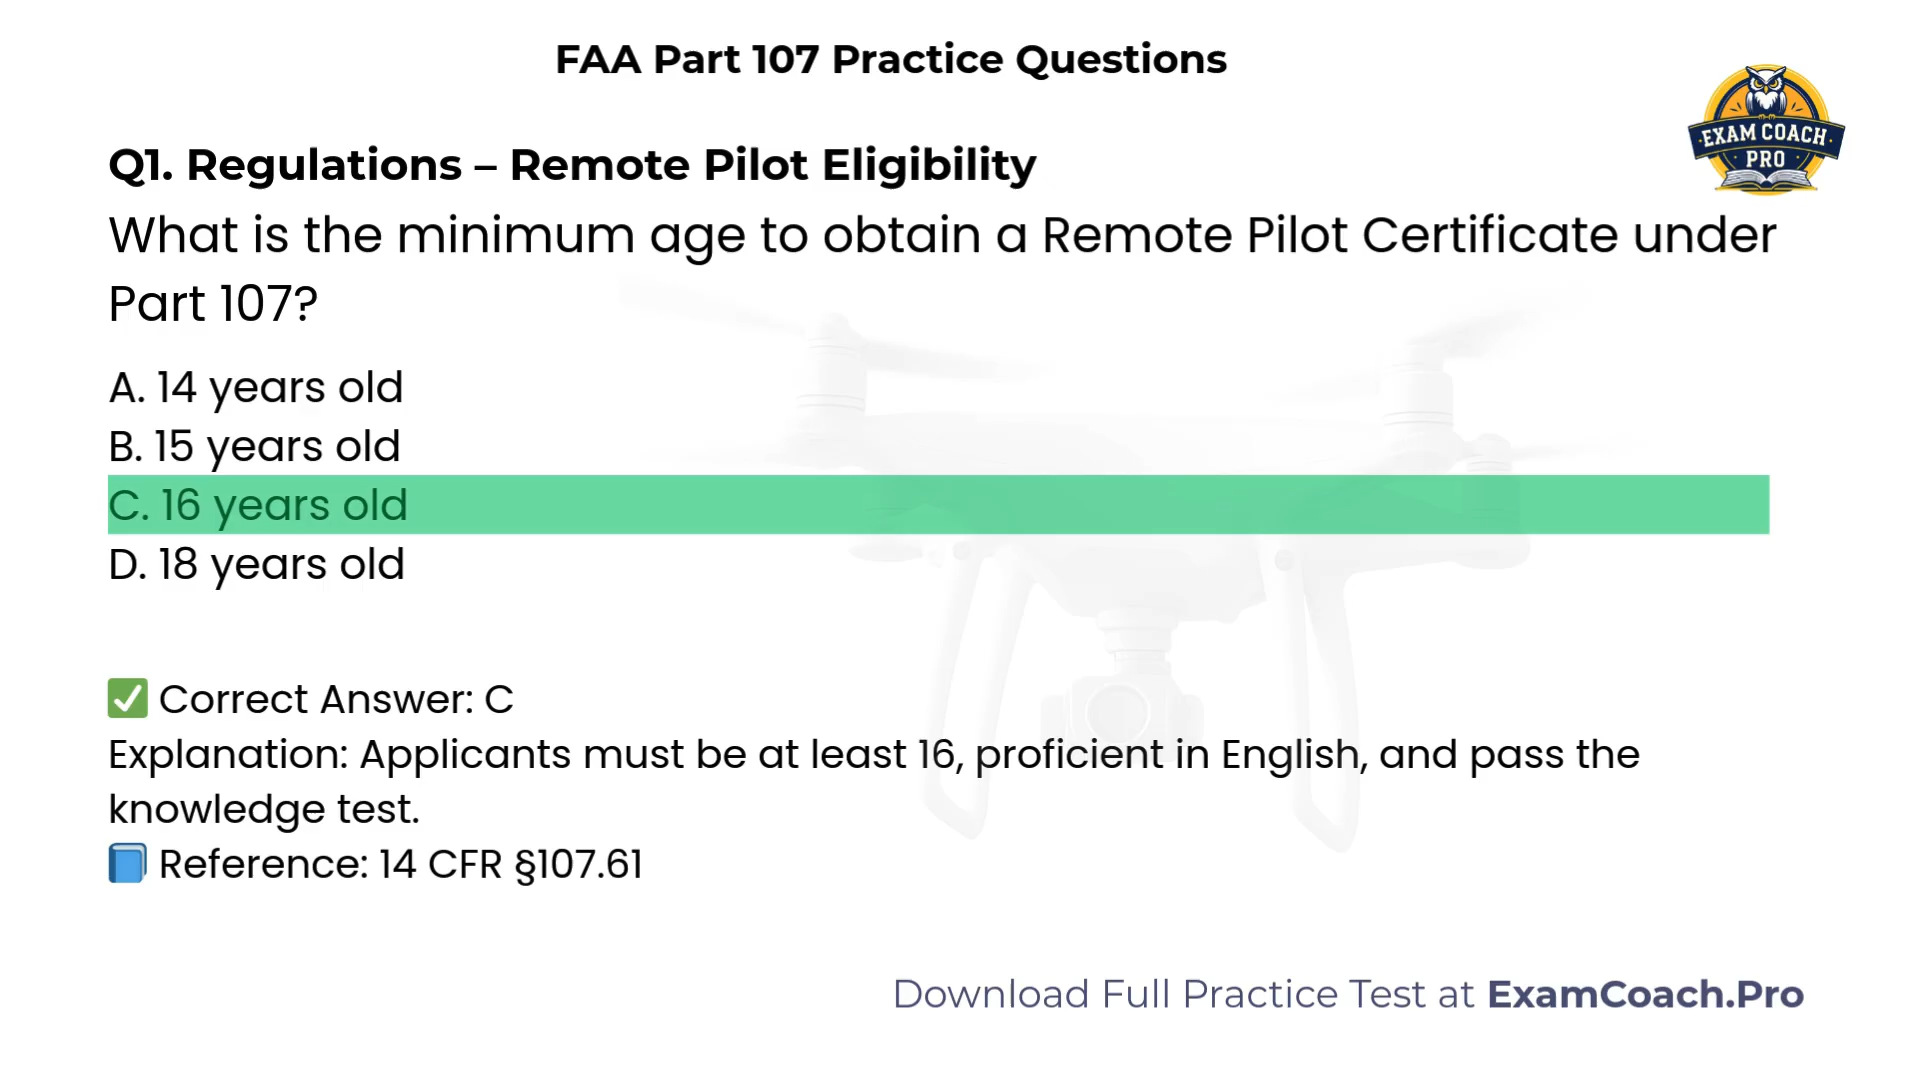 FAA Part 107 Practice Questions
EXAM COACH
PRO
Q1. Regulations – Remote Pilot Eligibility
What is the minimum age to obtain a Remote Pilot Certificate under
Part 107?
A. 14 years old
B. 15 years old
C. 16 years old
D. 18 years old
✅ Correct Answer: C
Explanation: Applicants must be at least 16, proficient in English, and pass the
knowledge test.
📘 Reference: 14 CFR §107.61
Download Full Practice Test at ExamCoach.Pro